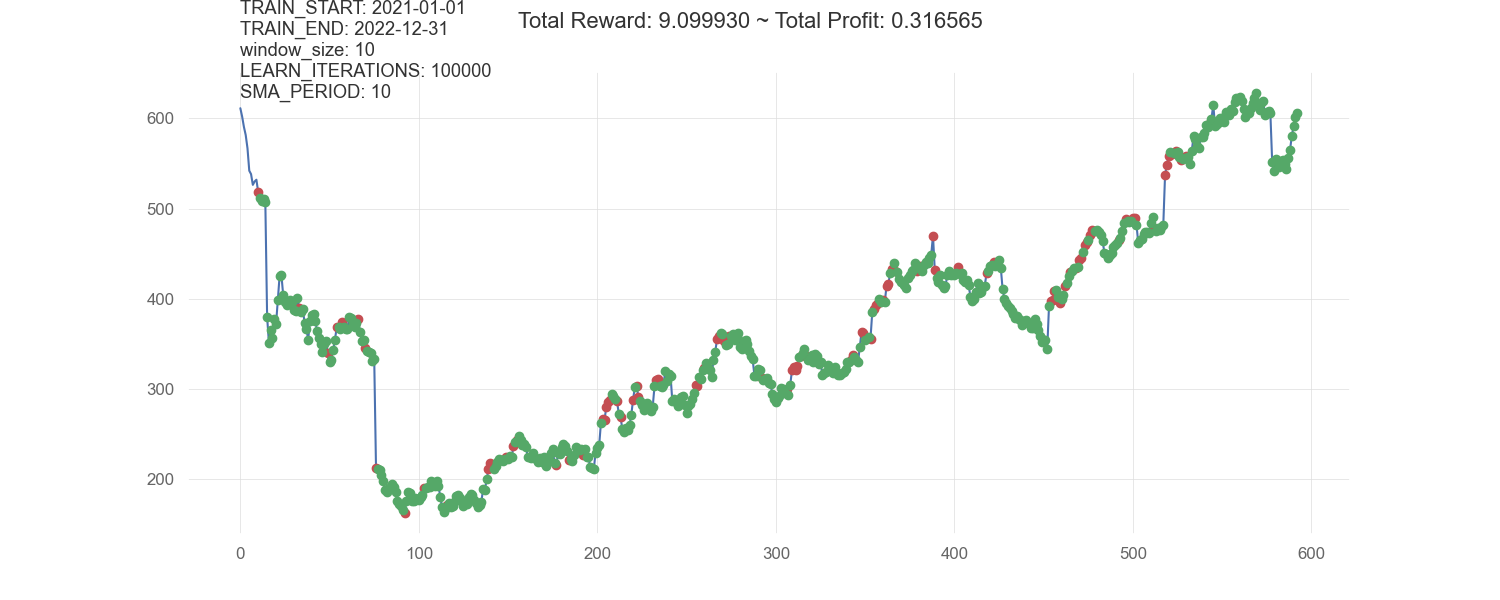 TRAIN_START: 2021-01-01
TRAIN_END: 2022-12-31
window_size: 10
LEARN_ITERATIONS: 100000
SMA_PERIOD: 10
Total Reward: 9.099930 ~ Total Profit: 0.316565
600
500
400
300
200
0 100 200 300 400 500 600